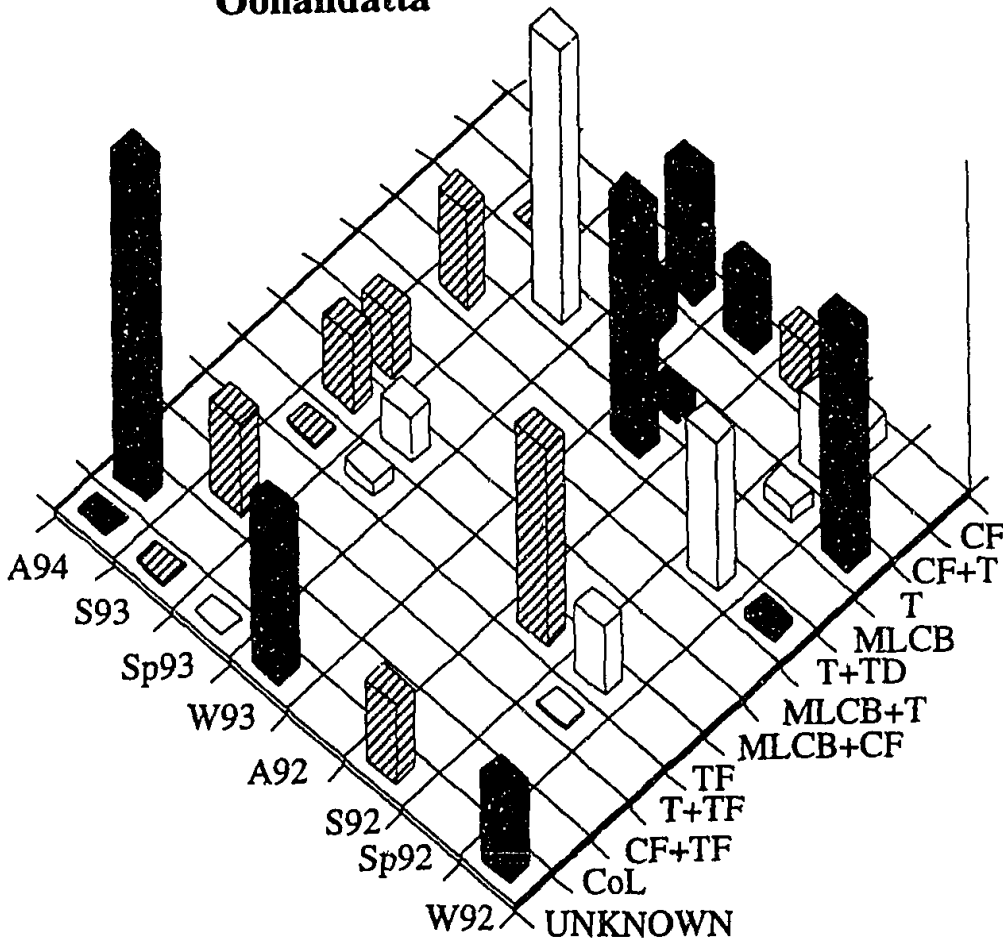 Oonandatta
A94
S93
Sp93
W93
A92
S92
Sp92
W92
CF
CF+T
T
MLCB
T+TD
MLCB+T
MLCB+CF
TF
T+TF
CF+TF
CoL
UNKNOWN